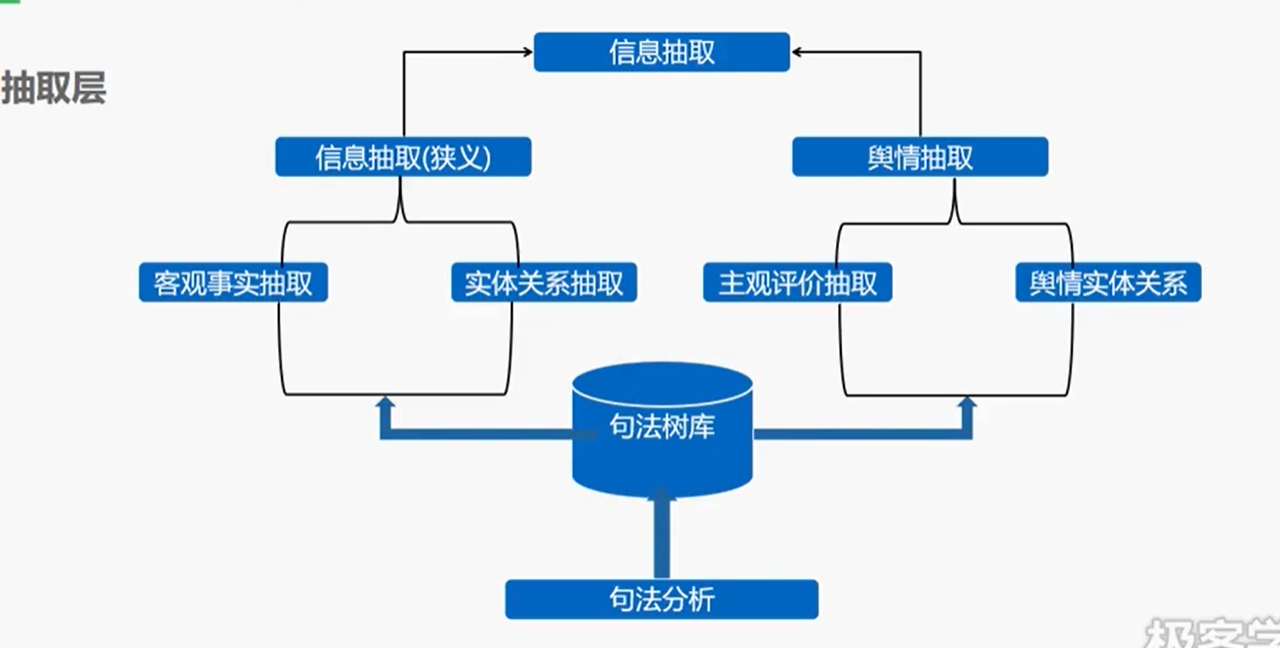 信息抽取
抽取层
信息抽取(狭义)
舆情抽取
客观事实抽取
实体关系抽取
主观评价抽取
舆情实体关系
句法树库
句法分析
极客学